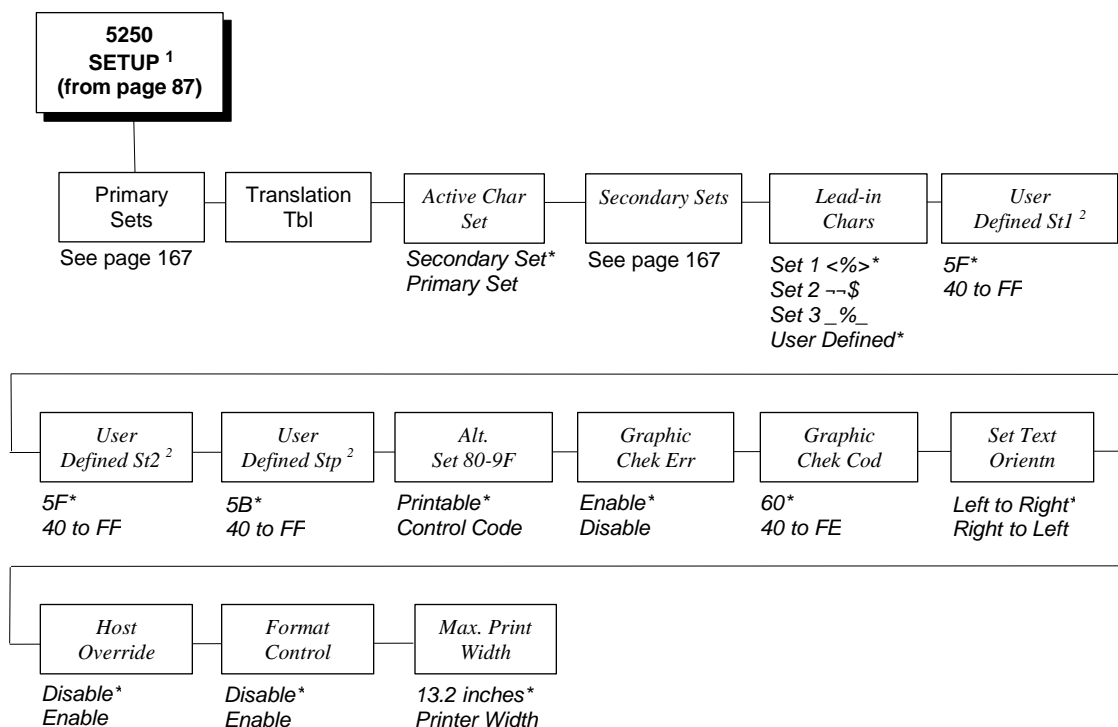 5250
SETUP 1
(from page 87)
Primary
Sets
See page 167
Translation
Tbl
Active Char
Set
Secondary Set*
Primary Set
Secondary Sets
See page 167
Lead-in
Chars
Set 1 <%>*
Set 2 ¬¬$
Set 3 _%_
User Defined*
User
Defined St1 2
5F*
40 to FF
User
Defined St2 2
5F*
40 to FF
User
Defined Stp 2
5B*
40 to FF
Alt.
Set 80-9F
Printable*
Control Code
Graphic
Chek Err
Enable*
Disable
Graphic
Chek Cod
60*
40 to FE
Set Text
Orientn
Left to Right*
Right to Left
Host
Override
Disable*
Enable
Format
Control
Disable*
Enable
Max. Print
Width
13.2 inches*
Printer Width